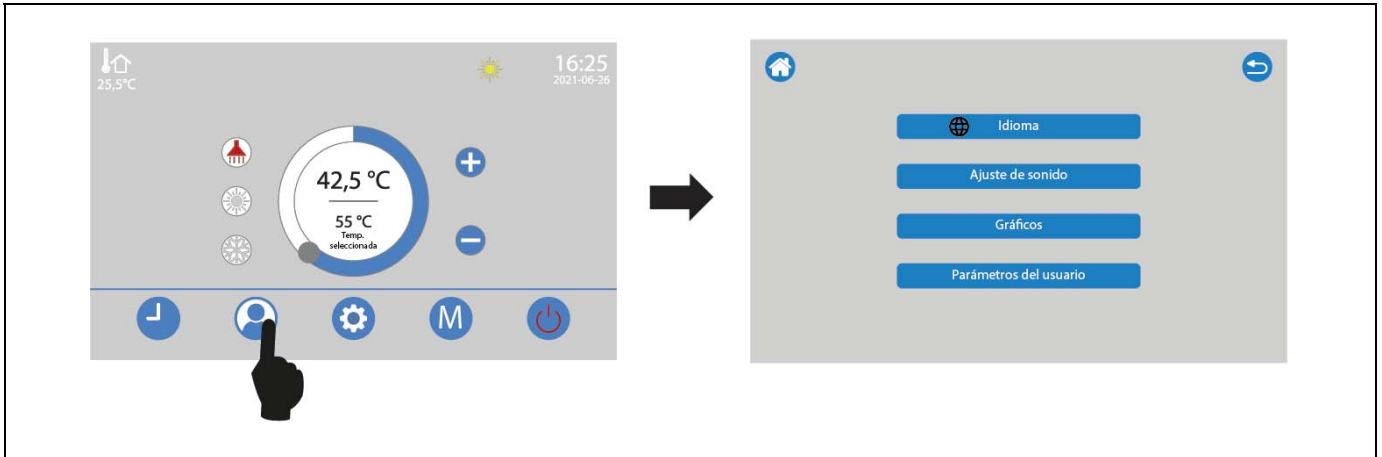 25,5°C
16:25
2021-06-26
42,5 °C
55 °C
Temp.
seleccionada
M
Idioma
Ajuste de sonido
Gráficos
Parámetros del usuario